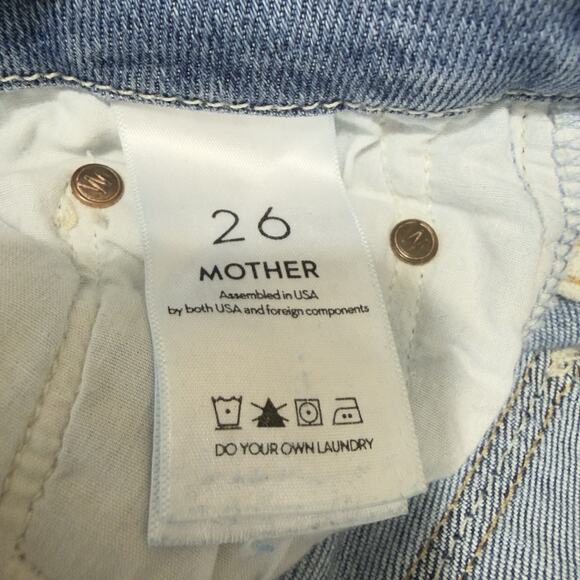 26
MOTHER
Assembled in USA
by both USA and foreign components
DO YOUR OWN LAUNDRY